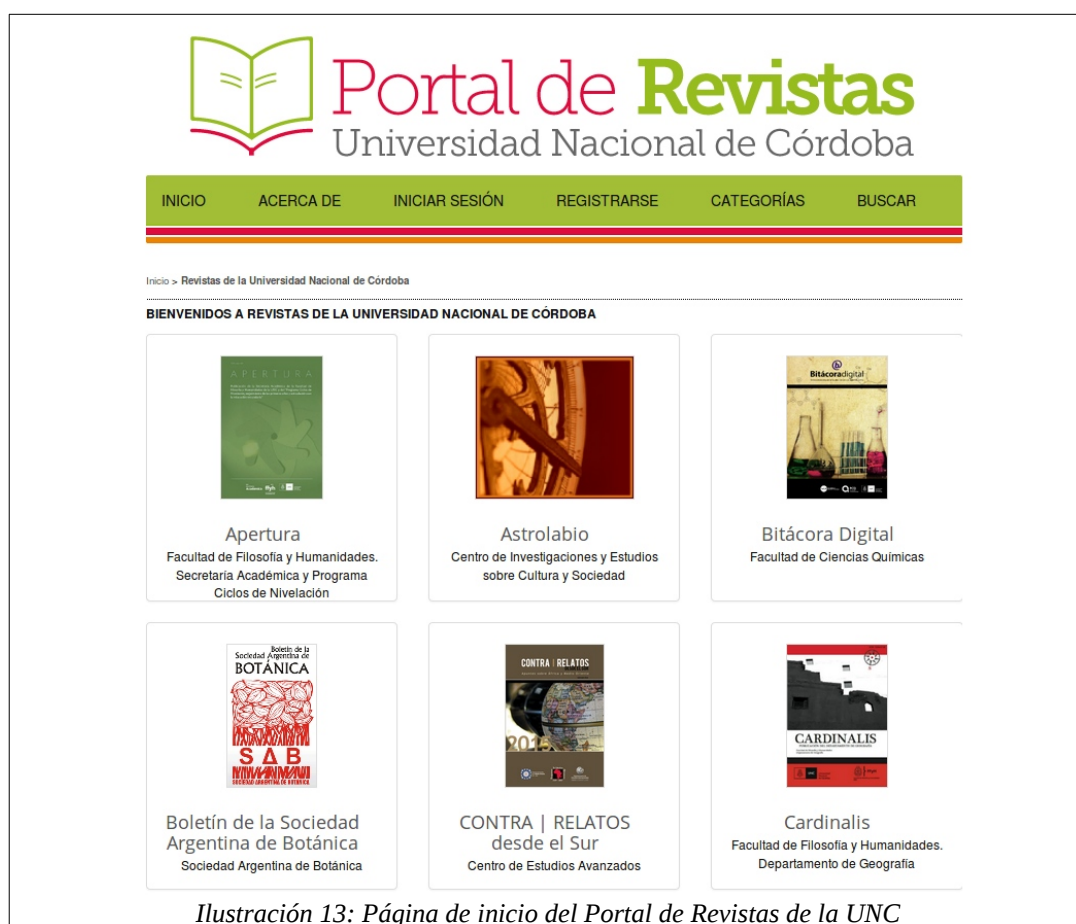 Portal de Revistas
Universidad Nacional de Córdoba
INICIO ACERCA DE INICIAR SESIÓN REGISTRARSE CATEGORÍAS BUSCAR
Inicio > Revistas de la Universidad Nacional de Córdoba
BIENVENIDOS A REVISTAS DE LA UNIVERSIDAD NACIONAL DE CÓRDOBA
APERTURA
Apertura
Facultad de Filosofía y Humanidades.
Secretaría Académica y Programa
Ciclos de Nivelación
Astrolabio
Centro de Investigaciones y Estudios
sobre Cultura y Sociedad
Bitácoradigital
Bitácora Digital
Facultad de Ciencias Químicas
Boletín de la
Sociedad Argentina de
BOTÁNICA
SAB
SOCIEDAD ARGENTINA DE BOTANICA
Boletín de la Sociedad
Argentina de Botánica
Sociedad Argentina de Botánica
CONTRA | RELATOS
CONTRA | RELATOS
desde el Sur
Centro de Estudios Avanzados
CARDINALIS
Cardinalis
Facultad de Filosofía y Humanidades.
Departamento de Geografía
Ilustración 13: Página de inicio del Portal de Revistas de la UNC